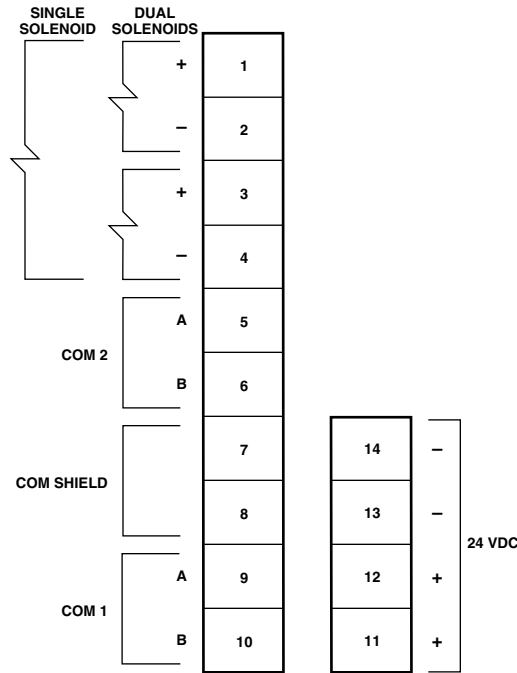 SINGLE SOLENOID
DUAL SOLENOIDS
+ 1
– 2
+ 3
– 4
A 5
COM 2
B 6
7 14 –
COM SHIELD
8 13 –
24 VDC
A 9 12 +
COM 1
B 10 11 +